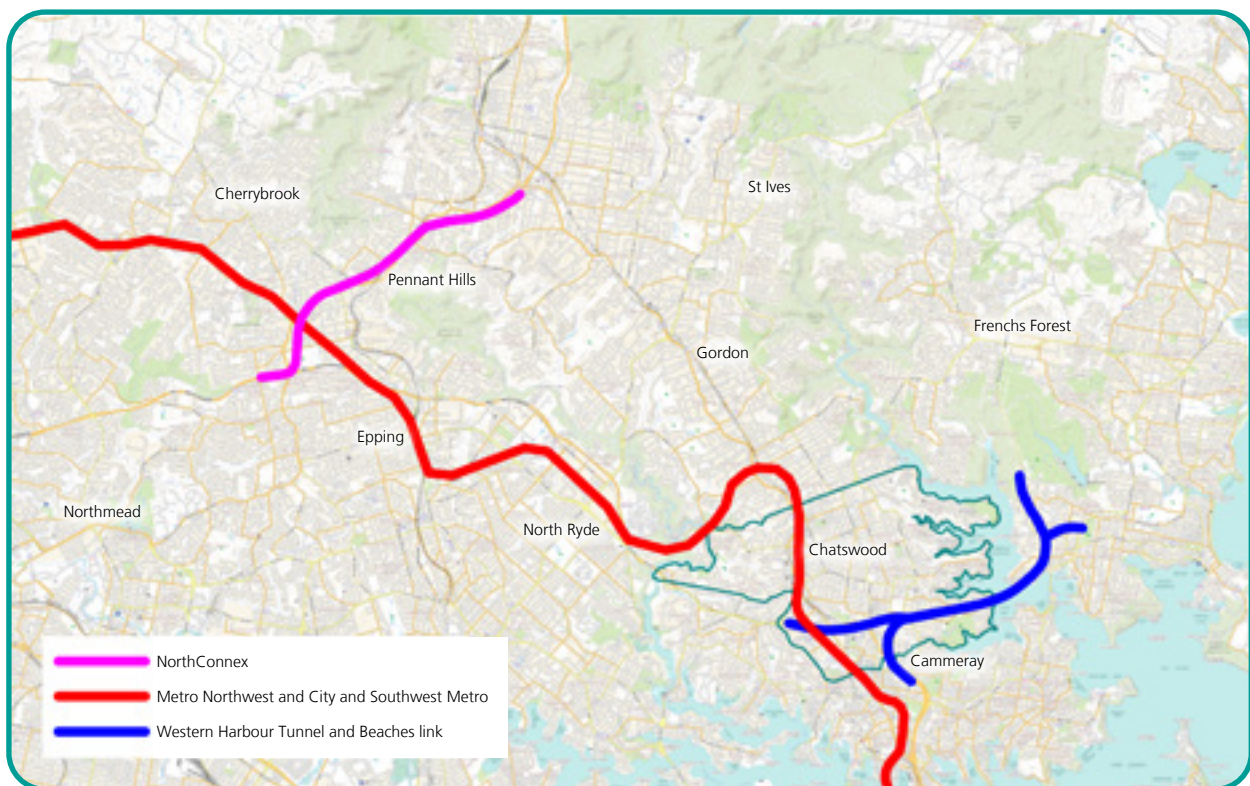 Cherrybrook
St Ives
Pennant Hills
Frenchs Forest
Gordon
Epping
Northmead
North Ryde
Chatswood
Cammeray
NorthConnex
Metro Northwest and City and Southwest Metro
Western Harbour Tunnel and Beaches link